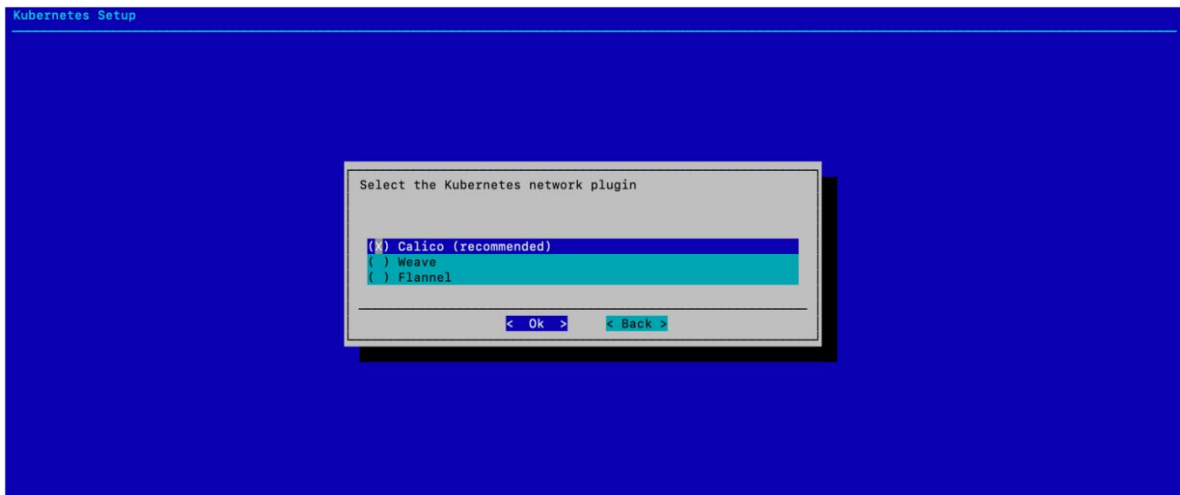 Kubernetes Setup
Select the Kubernetes network plugin
(X) Calico (recommended)
( ) Weave
( ) Flannel
< Ok > < Back >